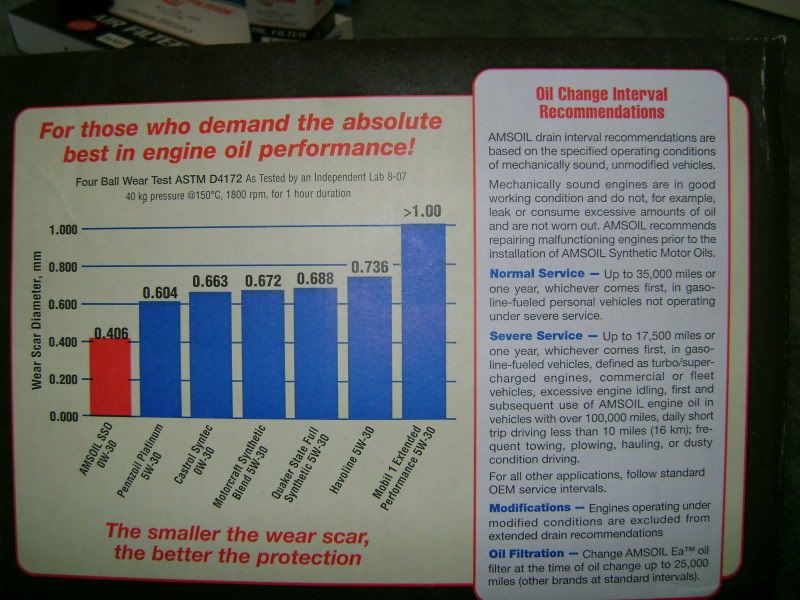 AIR FILTER
OIL FILTER
For those who demand the absolute
best in engine oil performance!
Four Ball Wear Test ASTM D4172 As Tested by an Independent Lab 8-07
40 kg pressure @150°C, 1800 rpm, for 1 hour duration
Wear Scar Diameter, mm
1.000
0.800
0.600
0.400
0.200
0.000
0.406
0.604
0.663
0.672
0.688
0.736
>1.00
AMSOIL SSO
0W-30
Pennzoil Platinum
5W-30
Castrol Syntec
0W-30
Motorcraft Synthetic
Blend 5W-30
Quaker State Full
Synthetic 5W-30
Havoline 5W-30
Mobil 1 Extended
Performance 5W-30
The smaller the wear scar,
the better the protection
Oil Change Interval
Recommendations
AMSOIL drain interval recommendations are
based on the specified operating conditions
of mechanically sound, unmodified vehicles.
Mechanically sound engines are in good
working condition and do not, for example,
leak or consume excessive amounts of oil
and are not worn out. AMSOIL recommends
repairing malfunctioning engines prior to the
installation of AMSOIL Synthetic Motor Oils.
Normal Service — Up to 35,000 miles or
one year, whichever comes first, in gaso-
line-fueled personal vehicles not operating
under severe service.
Severe Service — Up to 17,500 miles or
one year, whichever comes first, in gaso-
line-fueled vehicles, defined as turbo/super-
charged engines, commercial or fleet
vehicles, excessive engine idling, first and
subsequent use of AMSOIL engine oil in
vehicles with over 100,000 miles, daily short
trip driving less than 10 miles (16 km); fre-
quent towing, plowing, hauling, or dusty
condition driving.
For all other applications, follow standard
OEM service intervals.
Modifications — Engines operating under
modified conditions are excluded from
extended drain recommendations
Oil Filtration — Change AMSOIL Ea™ oil
filter at the time of oil change up to 25,000
miles (other brands at standard intervals).